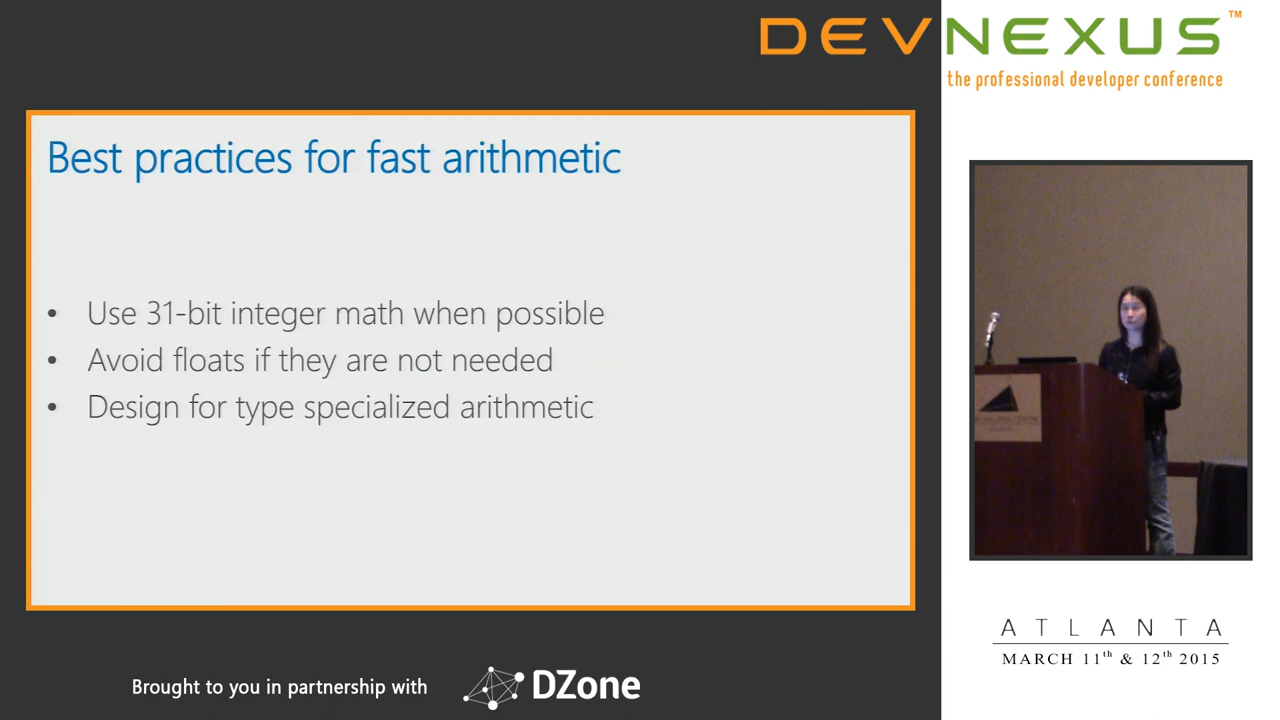 DEVNEXUS™
the professional developer conference
Best practices for fast arithmetic
• Use 31-bit integer math when possible
• Avoid floats if they are not needed
• Design for type specialized arithmetic
ATLANTA
MARCH 11th & 12th 2015
Brought to you in partnership with
DZone